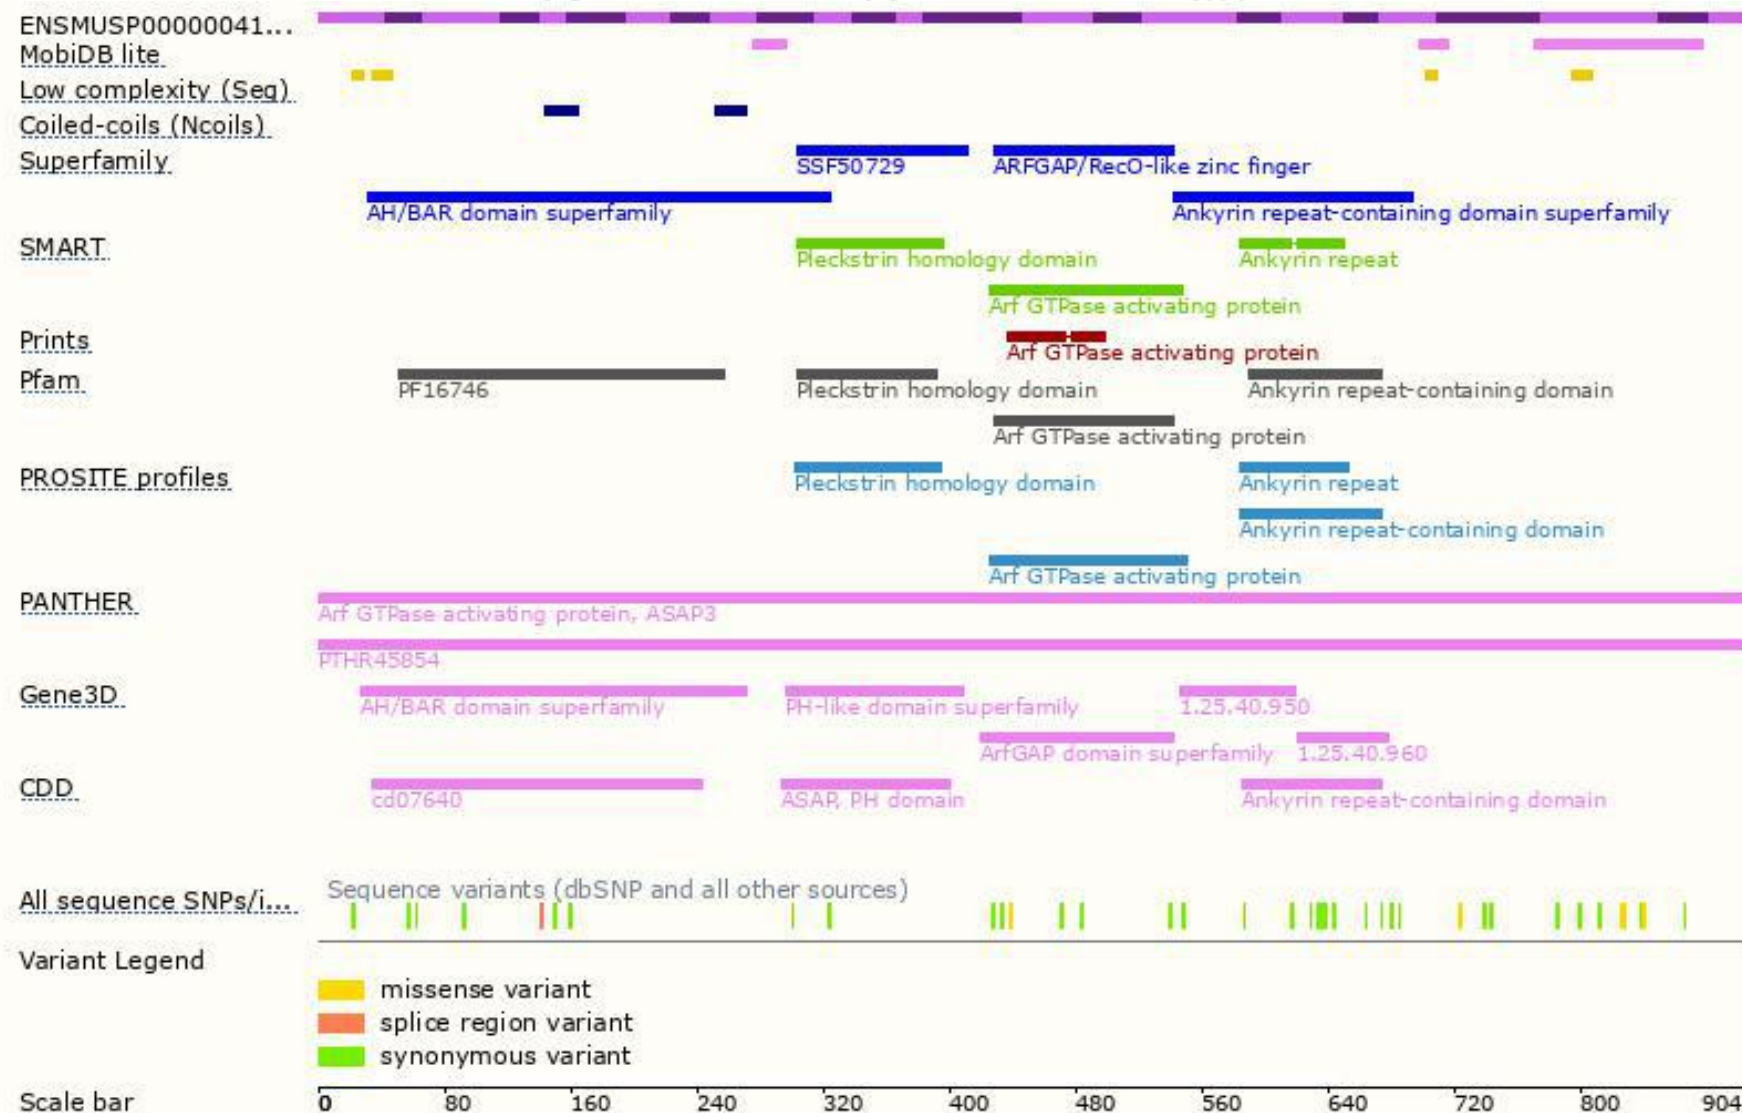 ENSMUSP00000041...
MobiDB lite
Low complexity (Seg)
Coiled-coils (Ncoils)
Superfamily
SSF50729 ARFGAP/RecO-like zinc finger
AH/BAR domain superfamily Ankyrin repeat-containing domain superfamily
SMART
Pleckstrin homology domain Ankyrin repeat
Arf GTPase activating protein
Prints
Arf GTPase activating protein
Pfam
PF16746 Pleckstrin homology domain Ankyrin repeat-containing domain
Arf GTPase activating protein
PROSITE profiles
Pleckstrin homology domain Ankyrin repeat
Ankyrin repeat-containing domain
Arf GTPase activating protein
PANTHER
Arf GTPase activating protein, ASAP3
PTHR45854
Gene3D
AH/BAR domain superfamily PH-like domain superfamily 1.25.40.950
ArfGAP domain superfamily 1.25.40.960
CDD
cd07640 ASAP, PH domain Ankyrin repeat-containing domain
All sequence SNPs/i... Sequence variants (dbSNP and all other sources)
Variant Legend
missense variant
splice region variant
synonymous variant
Scale bar 0 80 160 240 320 400 480 560 640 720 800 904